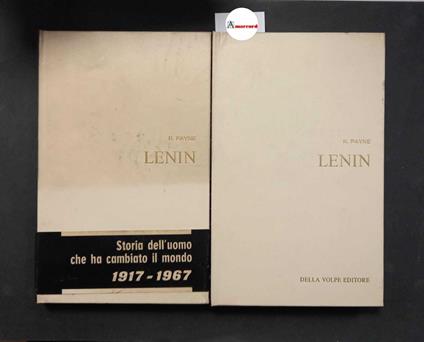 Amarcord
R. PAYNE
LENIN
Storia dell'uomo
che ha cambiato il mondo
1917-1967
R. PAYNE
LENIN
DELLA VOLPE EDITORE